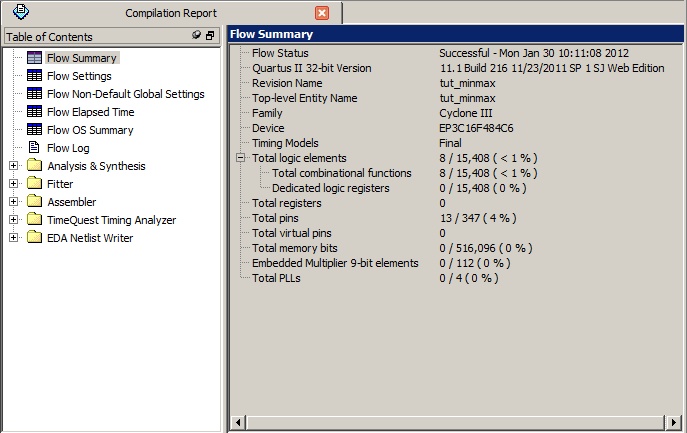 Compilation Report
Table of Contents
Flow Summary
Flow Settings
Flow Non-Default Global Settings
Flow Elapsed Time
Flow OS Summary
Flow Log
Analysis & Synthesis
Fitter
Assembler
TimeQuest Timing Analyzer
EDA Netlist Writer
Flow Summary
Flow Status Successful - Mon Jan 30 10:11:08 2012
Quartus II 32-bit Version 11.1 Build 216 11/23/2011 SP 1 SJ Web Edition
Revision Name tut_minmax
Top-level Entity Name tut_minmax
Family Cyclone III
Device EP3C16F484C6
Timing Models Final
Total logic elements 8 / 15,408 ( < 1 % )
Total combinational functions 8 / 15,408 ( < 1 % )
Dedicated logic registers 0 / 15,408 ( 0 % )
Total registers 0
Total pins 13 / 347 ( 4 % )
Total virtual pins 0
Total memory bits 0 / 516,096 ( 0 % )
Embedded Multiplier 9-bit elements 0 / 112 ( 0 % )
Total PLLs 0 / 4 ( 0 % )